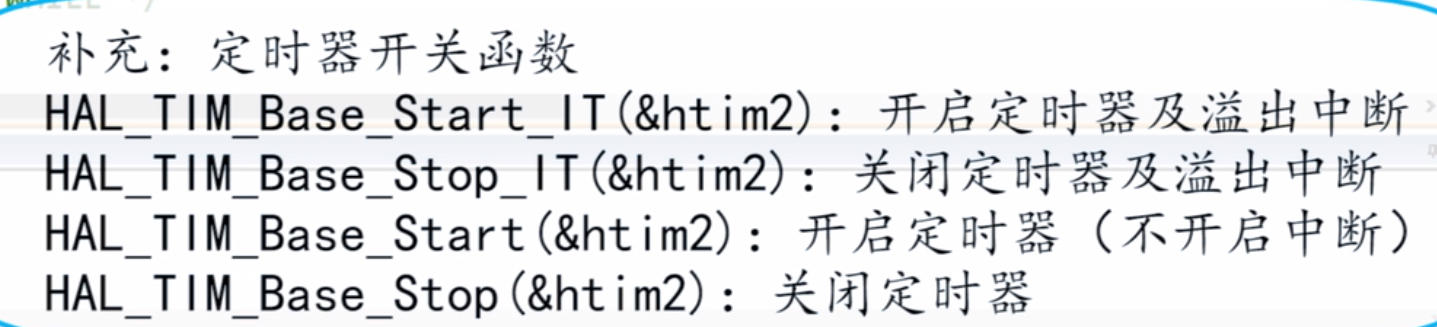 补充：定时器开关函数
HAL_TIM_Base_Start_IT(&htim2)：开启定时器及溢出中断
HAL_TIM_Base_Stop_IT(&htim2)：关闭定时器及溢出中断
HAL_TIM_Base_Start(&htim2)：开启定时器（不开启中断）
HAL_TIM_Base_Stop(&htim2)：关闭定时器